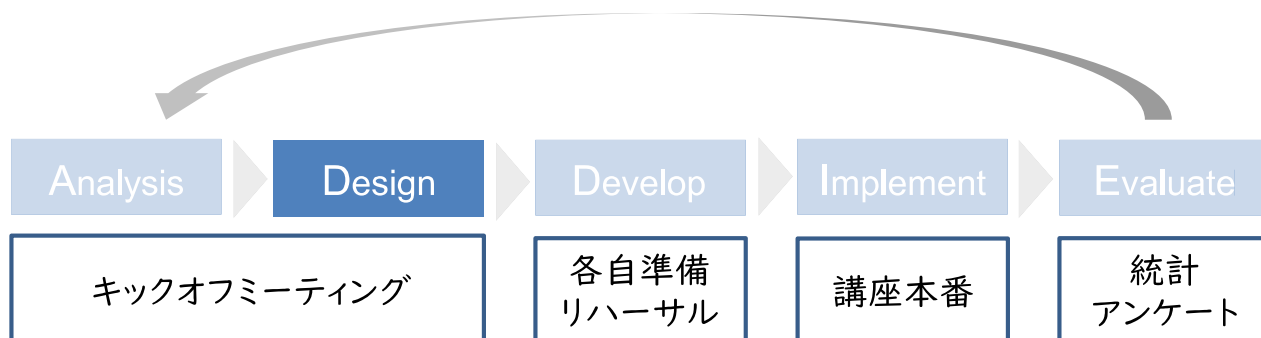 Analysis
Design
Develop
Implement
Evaluate
キックオフミーティング
各自準備
リハーサル
講座本番
統計
アンケート